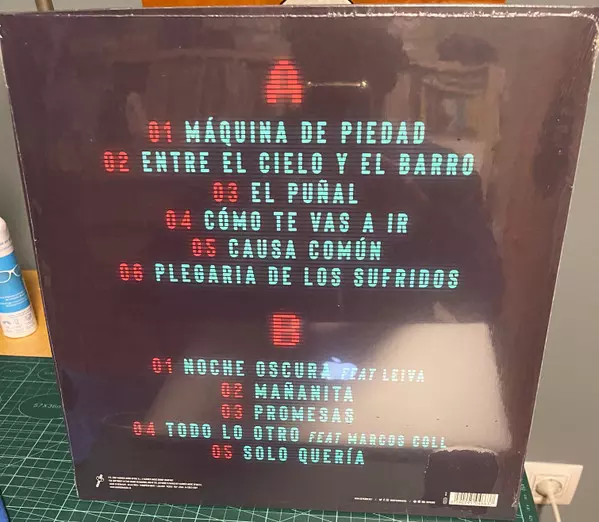 A
01 MÁQUINA DE PIEDAD
02 ENTRE EL CIELO Y EL BARRO
03 EL PUÑAL
04 CÓMO TE VAS A IR
05 CAUSA COMÚN
06 PLEGARIA DE LOS SUFRIDOS
B
01 NOCHE OSCURA FEAT LEIVA
02 MAÑANITA
03 PROMESAS
04 TODO LO OTRO FEAT MARCOS COLL
05 SOLO QUERÍA